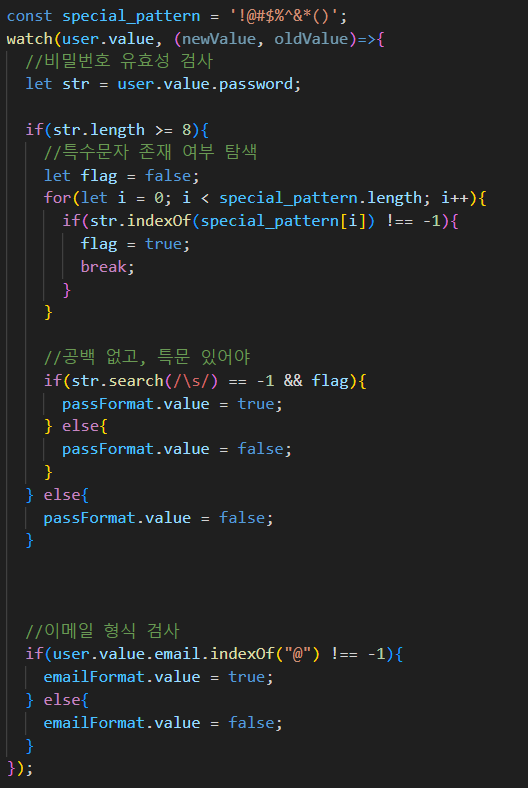 const special_pattern = '!@#$%^&*()';
watch(user.value, (newValue, oldValue)=>{
  //비밀번호 유효성 검사
  let str = user.value.password;

  if(str.length >= 8){
    //특수문자 존재 여부 탐색
    let flag = false;
    for(let i = 0; i < special_pattern.length; i++){
      if(str.indexOf(special_pattern[i]) !== -1){
        flag = true;
        break;
      }
    }

    //공백 없고, 특문 있어야
    if(str.search(/\s/) == -1 && flag){
      passFormat.value = true;
    } else{
      passFormat.value = false;
    }
  } else{
    passFormat.value = false;
  }



  //이메일 형식 검사
  if(user.value.email.indexOf("@") !== -1){
    emailFormat.value = true;
  } else{
    emailFormat.value = false;
  }
});